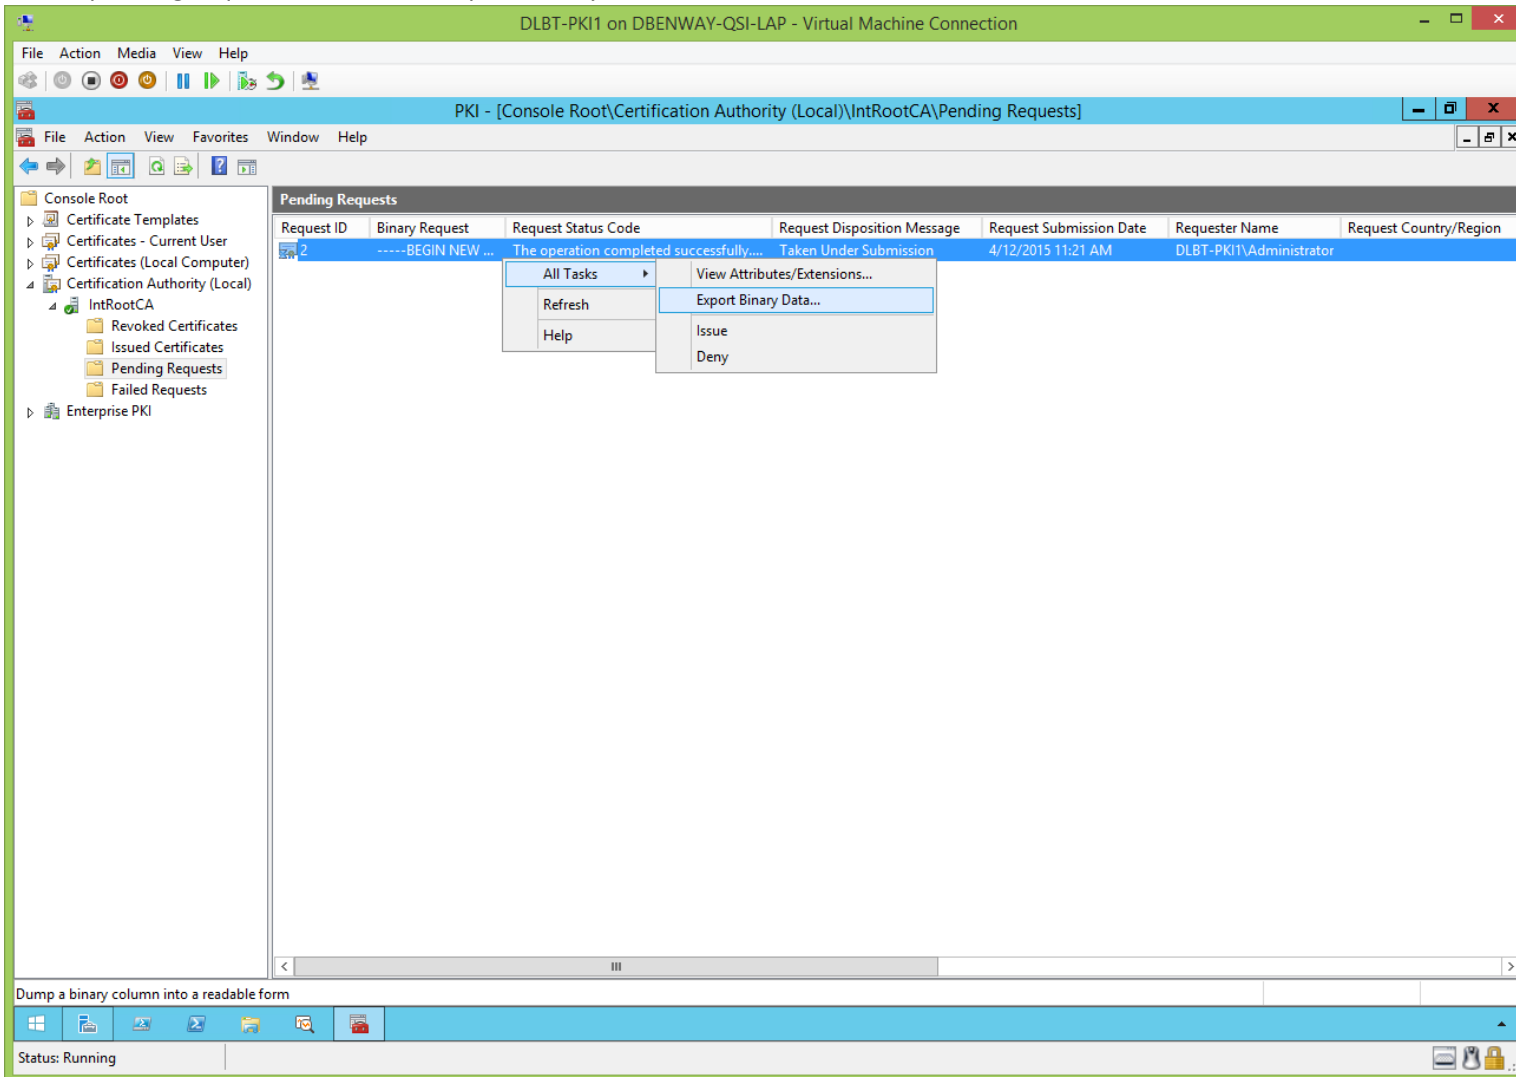 DLBT-PKI1 on DBENWAY-QSI-LAP - Virtual Machine Connection
File Action Media View Help
PKI - [Console Root\Certification Authority (Local)\IntRootCA\Pending Requests]
File Action View Favorites Window Help
Console Root
Certificate Templates
Certificates - Current User
Certificates (Local Computer)
Certification Authority (Local)
IntRootCA
Revoked Certificates
Issued Certificates
Pending Requests
Failed Requests
Enterprise PKI
Pending Requests
Request ID Binary Request Request Status Code Request Disposition Message Request Submission Date Requester Name Request Country/Region
2 -----BEGIN NEW ... The operation completed successfully.... Taken Under Submission 4/12/2015 11:21 AM DLBT-PKI1\Administrator
All Tasks
Refresh
Help
View Attributes/Extensions...
Export Binary Data...
Issue
Deny
Dump a binary column into a readable form
Status: Running